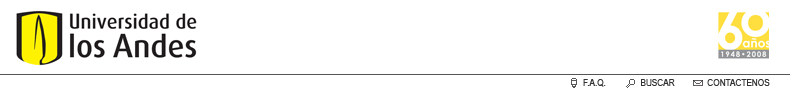 Universidad de
los Andes
60
años
1948 • 2008
F.A.Q. BUSCAR CONTACTENOS